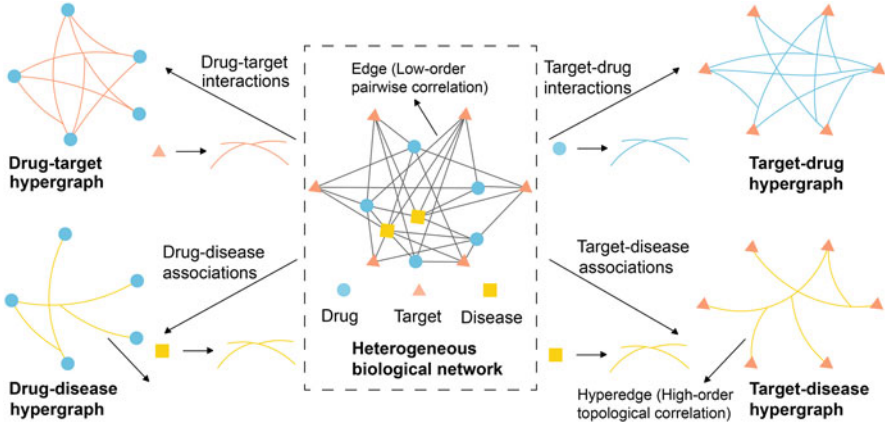 Drug-target
interactions
Drug-target
hypergraph
Edge (Low-order
pairwise correlation)
Target-drug
interactions
Target-drug
hypergraph
Drug-disease
associations
Drug-disease
hypergraph
Drug Target Disease
Heterogeneous
biological network
Target-disease
associations
Hyperedge (High-order
topological correlation)
Target-disease
hypergraph